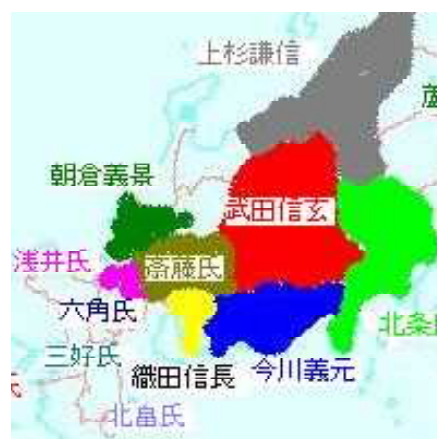 上杉謙信
朝倉義景
武田信玄
浅井氏
斎藤氏
六角氏
北条
三好氏
織田信長
今川義元
北畠氏